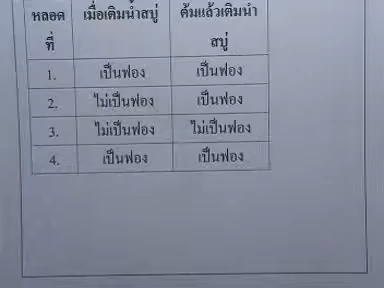 หลอด เมื่อเติมน้ำสบู่ ต้มแล้วเติมน้ำ
ที่ สบู่
1. เป็นฟอง เป็นฟอง
2. ไม่เป็นฟอง เป็นฟอง
3. ไม่เป็นฟอง ไม่เป็นฟอง
4. เป็นฟอง เป็นฟอง